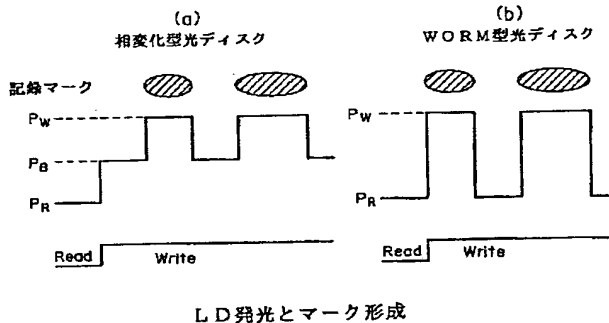 (a)
相変化型光ディスク
(b)
WORM型光ディスク
記録マーク
PW
PB
PR
Read
Write
PW
PR
Read
Write
LD発光とマーク形成